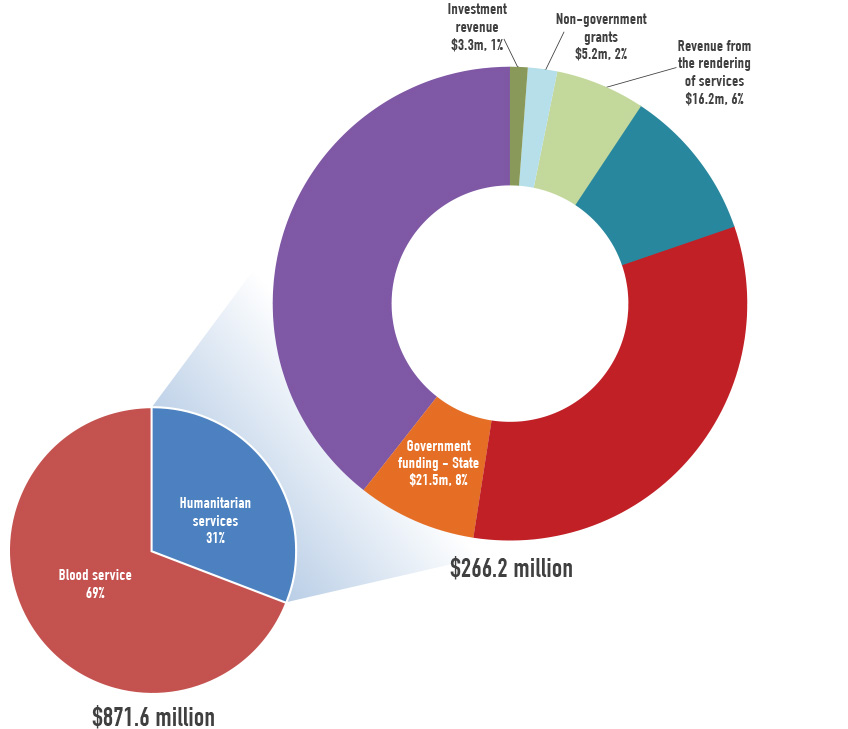 Investment
revenue
$3.3m, 1%
Non-government
grants
$5.2m, 2%
Revenue from
the rendering
of services
$16.2m, 6%
Government
funding - State
$21.5m, 8%
$266.2 million
Humanitarian
services
31%
Blood service
69%
$871.6 million